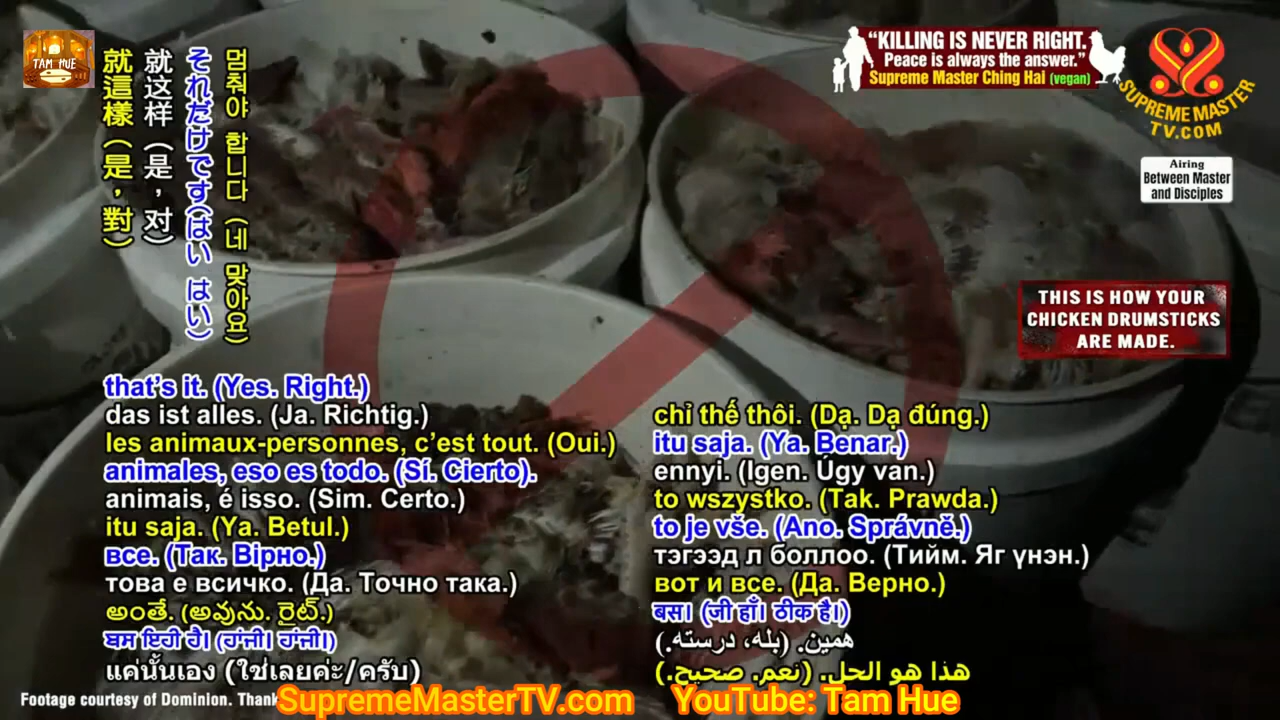 TAM HUE
멈춰야 합니다 (네 맞아요)
それだけです(はい はい)
就这样 (是，对)
就這樣 (是，對)
“KILLING IS NEVER RIGHT.
Peace is always the answer.”
Supreme Master Ching Hai (vegan)
SUPREME MASTER
TV.COM
Airing
Between Master
and Disciples
THIS IS HOW YOUR
CHICKEN DRUMSTICKS
ARE MADE.
that’s it. (Yes. Right.)
das ist alles. (Ja. Richtig.)
les animaux-personnes, c’est tout. (Oui.)
animales, eso es todo. (Sí. Cierto).
animais, é isso. (Sim. Certo.)
itu saja. (Ya. Betul.)
все. (Так. Вірно.)
това е всичко. (Да. Точно така.)
అంతే. (అవును. రైట్.)
ਬਸ ਇਹੀ ਹੈ। (ਹਾਂਜੀ। ਹਾਂਜੀ।)
แค่นั้นเอง (ใช่เลยค่ะ/ครับ)
chỉ thế thôi. (Dạ. Dạ đúng.)
itu saja. (Ya. Benar.)
ennyi. (Igen. Úgy van.)
to wszystko. (Tak. Prawda.)
to je vše. (Ano. Správně.)
тэгээд л боллоо. (Тийм. Яг үнэн.)
вот и все. (Да. Верно.)
बस। (जी हाँ। ठीक है।)
همین. (بله، درسته.)
هذا هو الحل. (نعم. صحيح.)
Footage courtesy of Dominion. Thank
SupremeMasterTV.com YouTube: Tam Hue